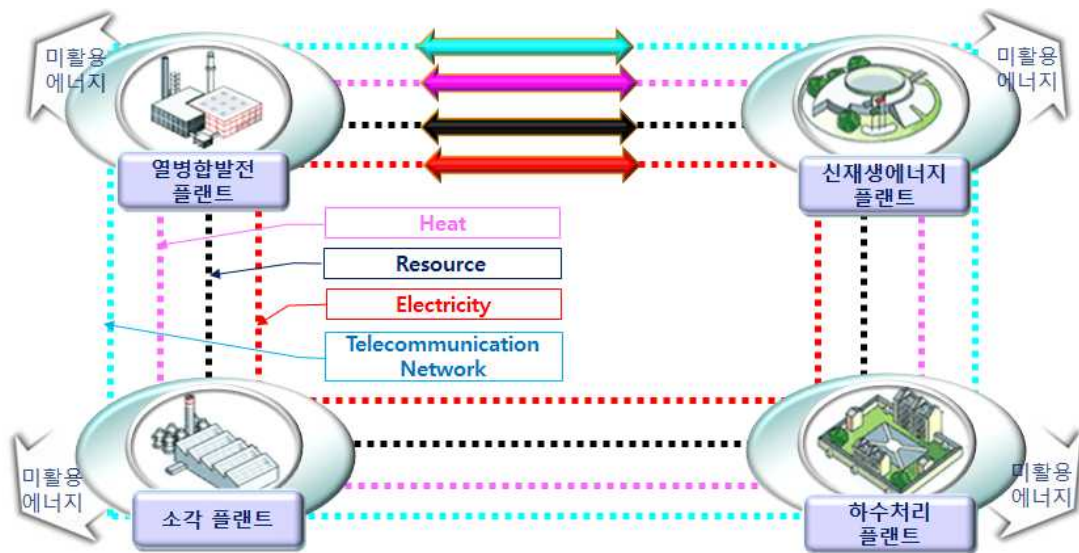 미활용
에너지
미활용
에너지
열병합발전
플랜트
신재생에너지
플랜트
Heat
Resource
Electricity
Telecommunication
Network
미활용
에너지
미활용
에너지
소각 플랜트
하수처리
플랜트